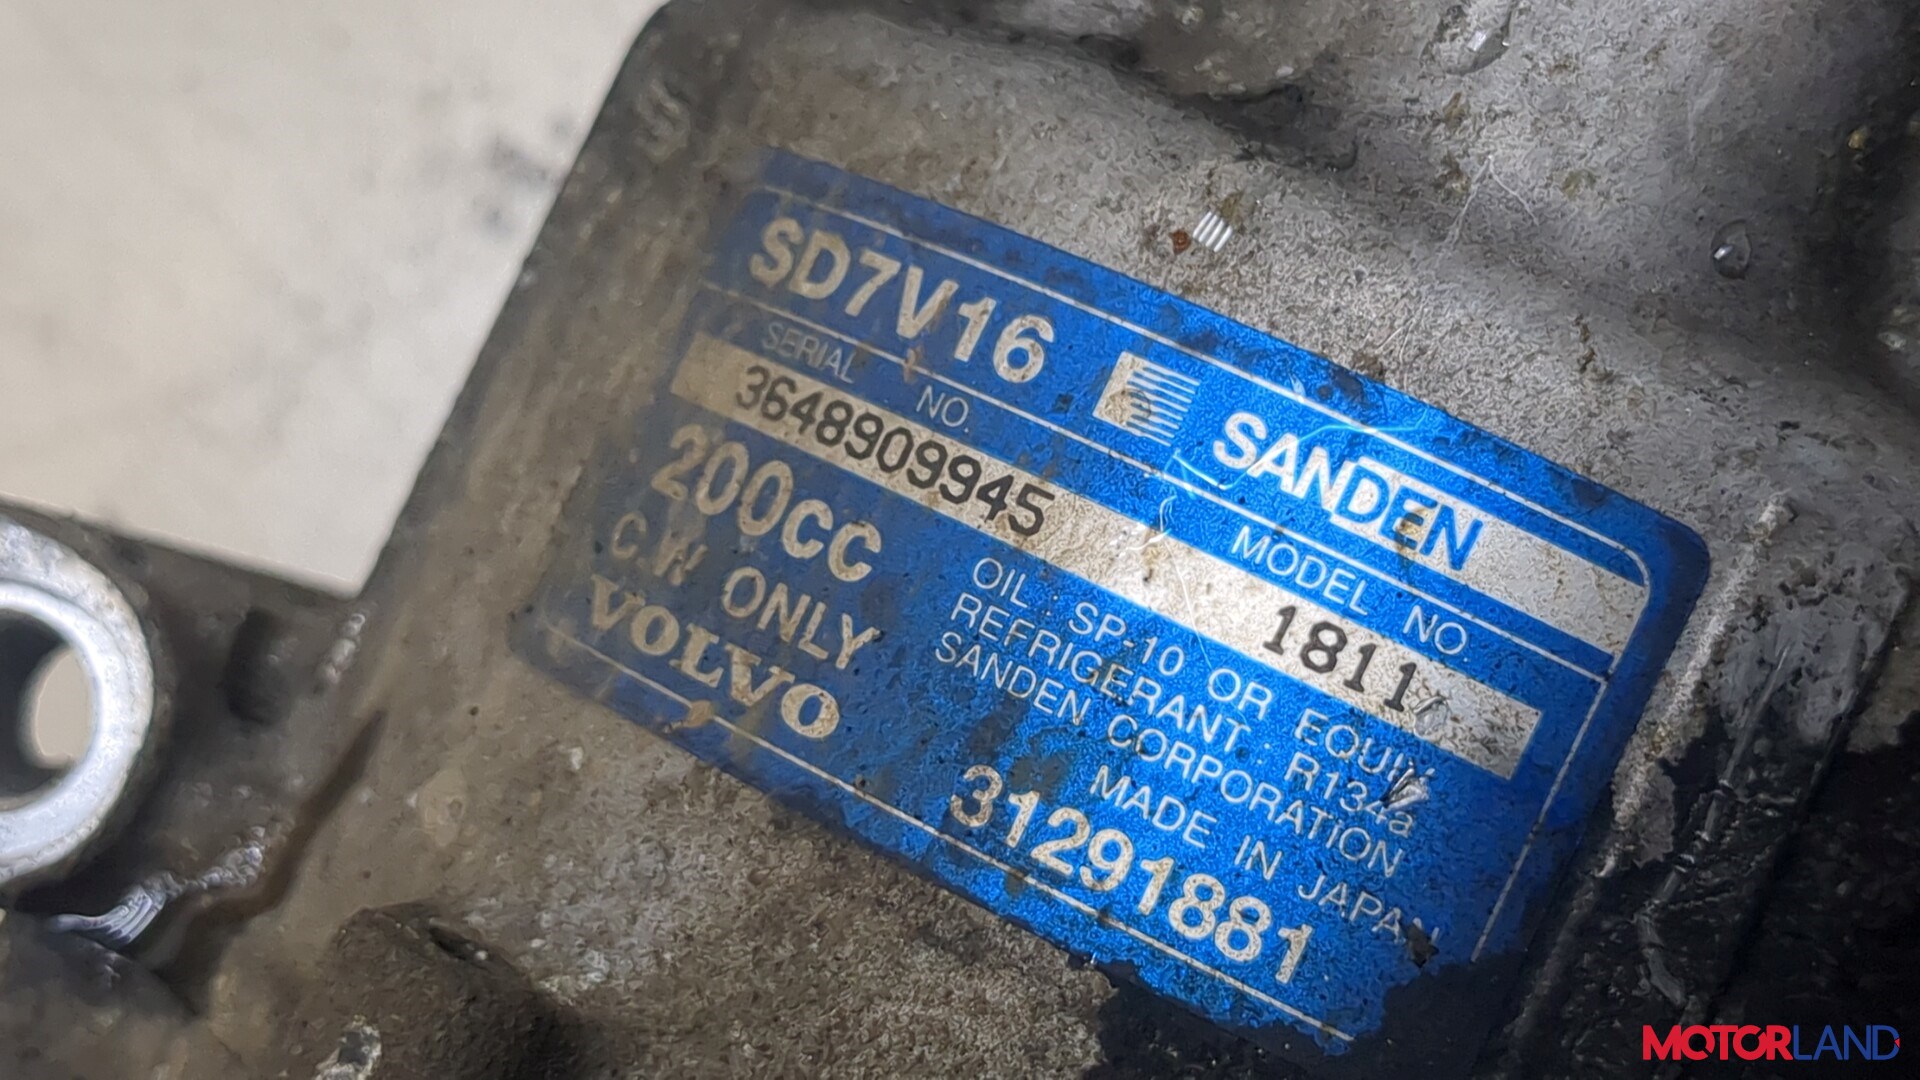 SD7V16 SANDEN
SERIAL NO. MODEL NO.
3648909945 1811
200CC
C.W ONLY
VOLVO
OIL : SP-10 OR EQUIV
REFRIGERANT : R134a
SANDEN CORPORATION
MADE IN JAPAN
31291881
MOTORLAND